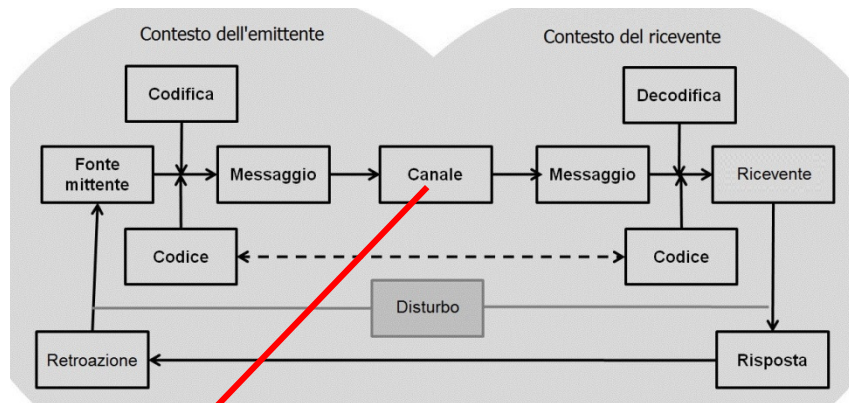 Contesto dell'emittente
Contesto del ricevente
Codifica
Decodifica
Fonte
mittente
Messaggio
Canale
Messaggio
Ricevente
Codice
Codice
Disturbo
Retroazione
Risposta